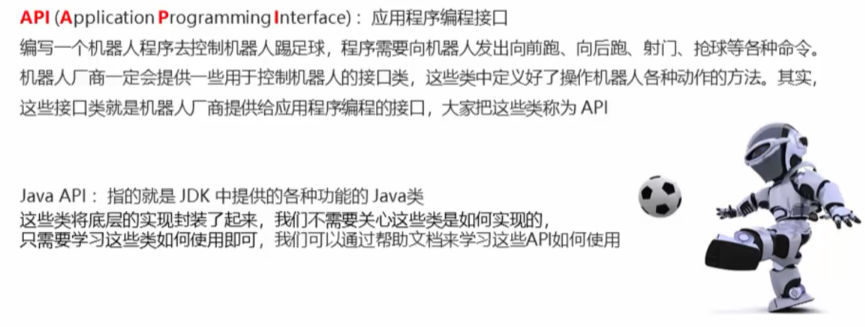 API (Application Programming Interface)：应用程序编程接口
编写一个机器人程序去控制机器人踢足球，程序需要向机器人发出向前跑、向后跑、射门、抢球等各种命令。
机器人厂商一定会提供一些用于控制机器人的接口类，这些类中定义好了操作机器人各种动作的方法。其实，
这些接口类就是机器人厂商提供给应用程序编程的接口，大家把这些类称为 API
Java API：指的就是 JDK 中提供的各种功能的 Java类
这些类将底层的实现封装了起来，我们不需要关心这些类是如何实现的，
只需要学习这些类如何使用即可，我们可以通过帮助文档来学习这些API如何使用